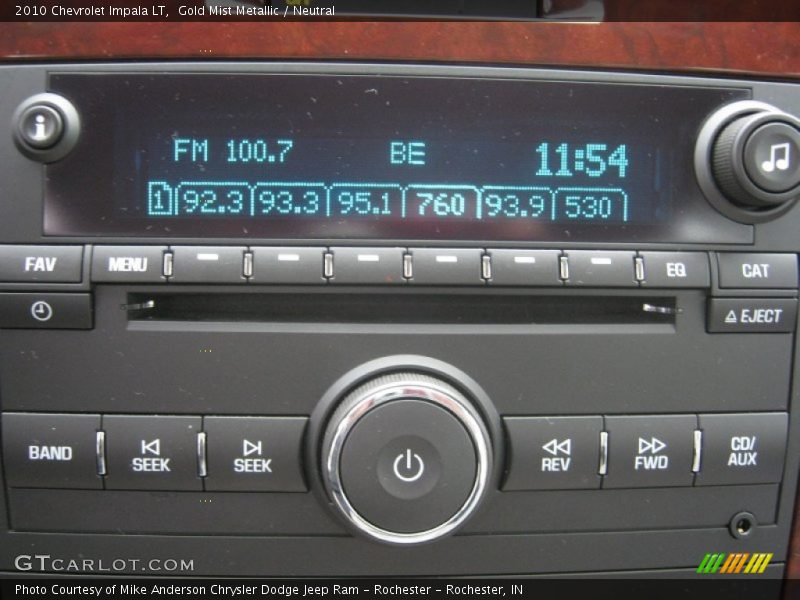 2010 Chevrolet Impala LT,  Gold Mist Metallic / Neutral
i
FM 100.7 BE 11:54
1 92.3 93.3 95.1 760 93.9 530
FAV MENU EQ CAT
EJECT
BAND SEEK SEEK REV FWD CD/
AUX
GTCARLOT.COM
Photo Courtesy of Mike Anderson Chrysler Dodge Jeep Ram – Rochester – Rochester, IN